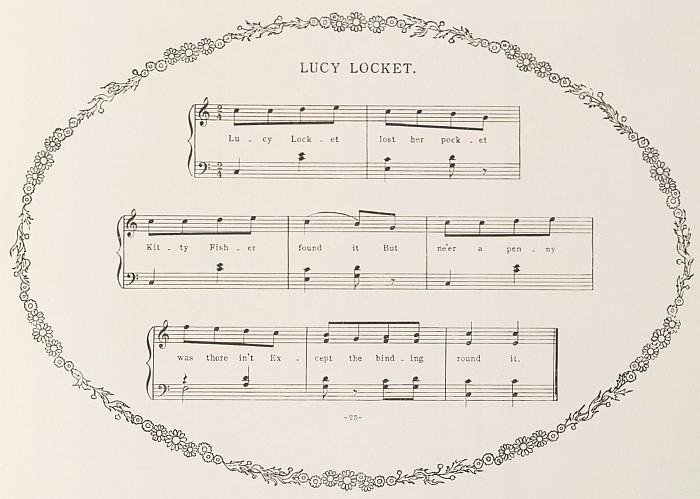 LUCY LOCKET.
Lu - cy Lock - et lost her pock - et
Kit - ty Fish - er found it But ne'er a pen - ny
was there in't Ex - cept the bind - ing round it.
-25-